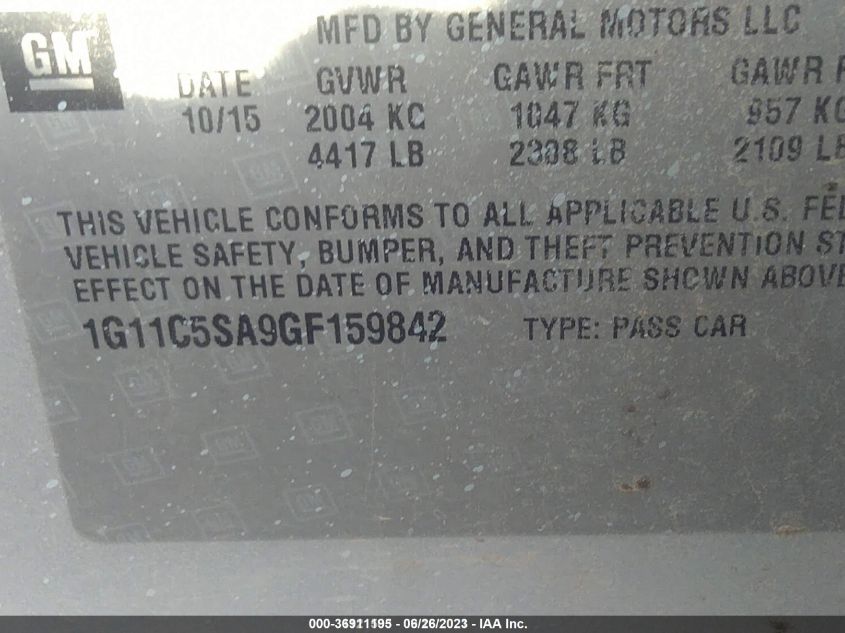 GM
MFD BY GENERAL MOTORS LLC
DATE GVWR GAWR FRT GAWR
10/15 2004 KG 1047 KG 957 KG
4417 LB 2308 LB 2109 LB
THIS VEHICLE CONFORMS TO ALL APPLICABLE U.S.
VEHICLE SAFETY, BUMPER, AND THEFT PREVENTION
EFFECT ON THE DATE OF MANUFACTURE SHOWN ABOVE
1G11C5SA9GF159842 TYPE: PASS CAR
000-36911195 - 06/26/2023 - IAA Inc.